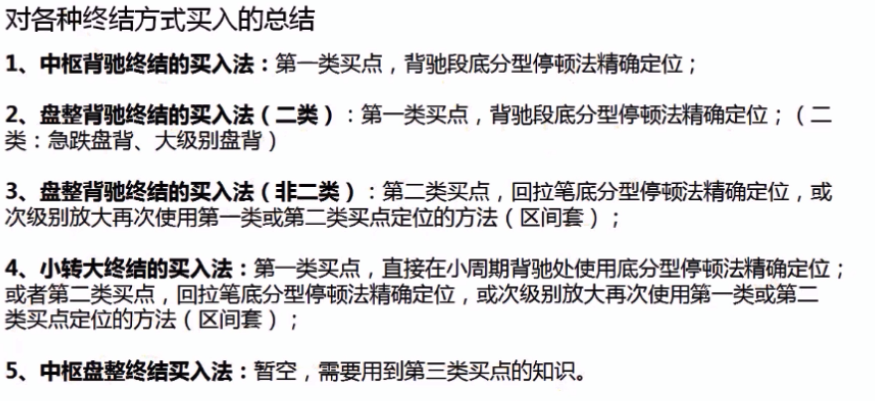 对各种终结方式买入的总结
1、中枢背驰终结的买入法：第一类买点，背驰段底分型停顿法精确定位；
2、盘整背驰终结的买入法（二类）：第一类买点，背驰段底分型停顿法精确定位；（二
类：急跌盘背、大级别盘背）
3、盘整背驰终结的买入法（非二类）：第二类买点，回拉笔底分型停顿法精确定位，或
次级别放大再次使用第一类或第二类买点定位的方法（区间套）；
4、小转大终结的买入法：第一类买点，直接在小周期背驰处使用底分型停顿法精确定位；
或者第二类买点，回拉笔底分型停顿法精确定位，或次级别放大再次使用第一类或第二
类买点定位的方法（区间套）；
5、中枢盘整终结买入法：暂空，需要用到第三类买点的知识。